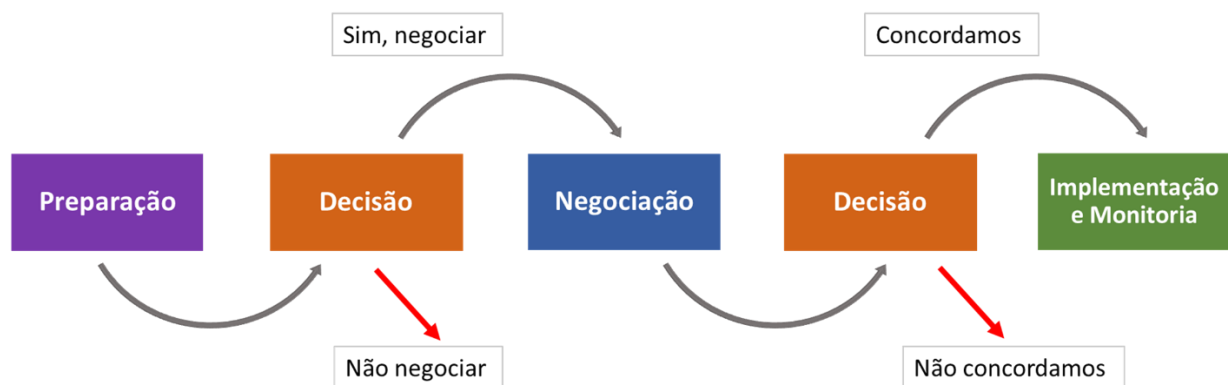 Sim, negociar
Concordamos
Preparação
Decisão
Negociação
Decisão
Implementação
e Monitoria
Não negociar
Não concordamos